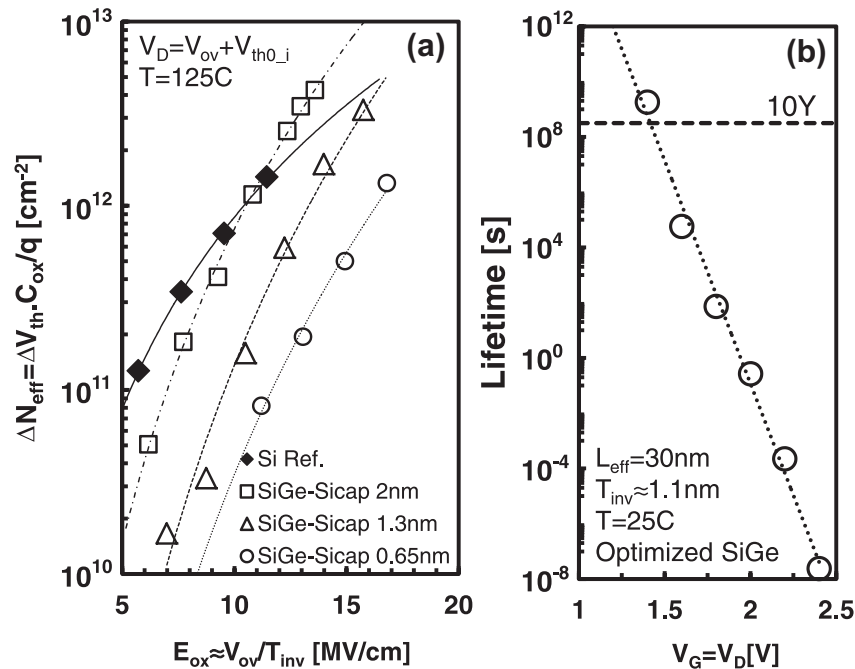 (a)
V_D=V_ov+V_th0_i
T=125C
10^13
10^12
10^11
10^10
ΔN_eff=ΔV_th.C_ox/q [cm^-2]
Si Ref.
SiGe-Sicap 2nm
SiGe-Sicap 1.3nm
SiGe-Sicap 0.65nm
5 10 15 20
E_ox≈V_ov/T_inv [MV/cm]
(b)
10Y
10^12
10^8
10^4
10^0
10^-4
10^-8
Lifetime [s]
L_eff=30nm
T_inv≈1.1nm
T=25C
Optimized SiGe
1 1.5 2 2.5
V_G=V_D[V]